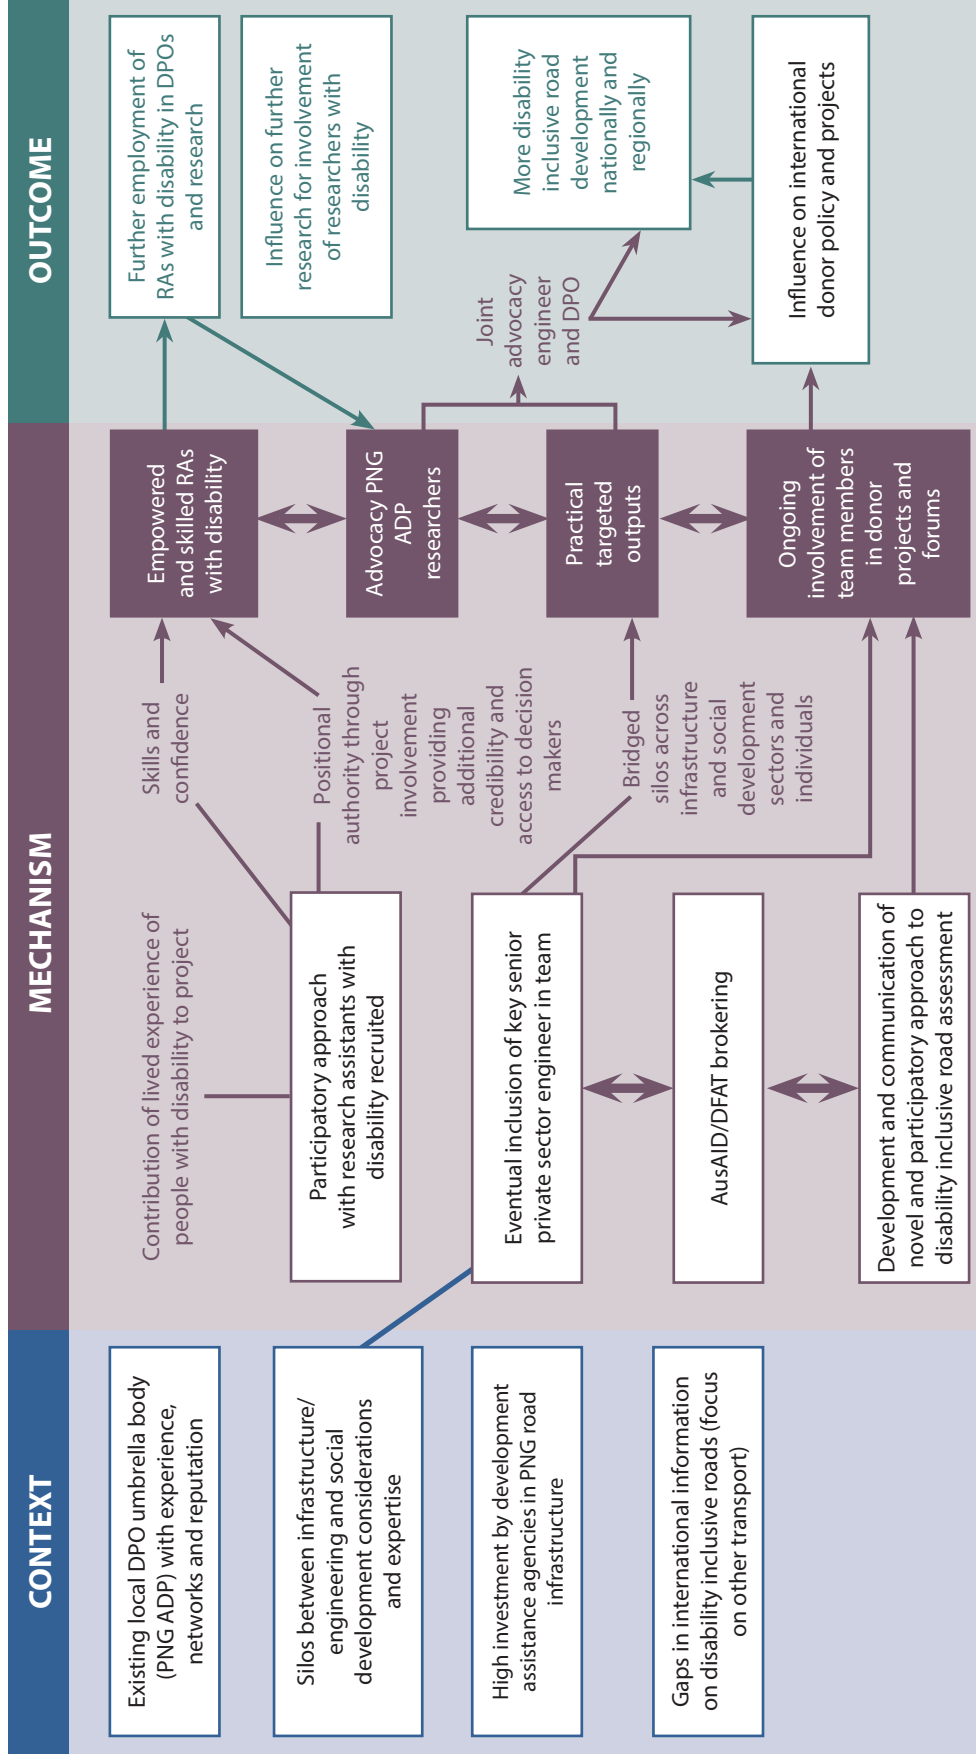 CONTEXT
Existing local DPO umbrella body
(PNG ADP) with experience,
networks and reputation
Silos between infrastructure/
engineering and social
development considerations
and expertise
High investment by development
assistance agencies in PNG road
infrastructure
Gaps in international information
on disability inclusive roads (focus
on other transport)
MECHANISM
Contribution of lived experience of
people with disability to project
Participatory approach
with research assistants with
disability recruited
Eventual inclusion of key senior
private sector engineer in team
AusAID/DFAT brokering
Development and communication of
novel and participatory approach to
disability inclusive road assessment
Skills and
confidence
Positional
authority through
project
involvement
providing
additional
credibility and
access to decision
makers
Bridged
silos across
infrastructure
and social
development
sectors and
individuals
Empowered
and skilled RAs
with disability
Advocacy PNG
ADP
researchers
Practical
targeted
outputs
Ongoing
involvement of
team members
in donor
projects and
forums
OUTCOME
Joint
advocacy
engineer
and DPO
Further employment of
RAs with disability in DPOs
and research
Influence on further
research for involvement
of researchers with
disability
More disability
inclusive road
development
nationally and
regionally
Influence on international
donor policy and projects